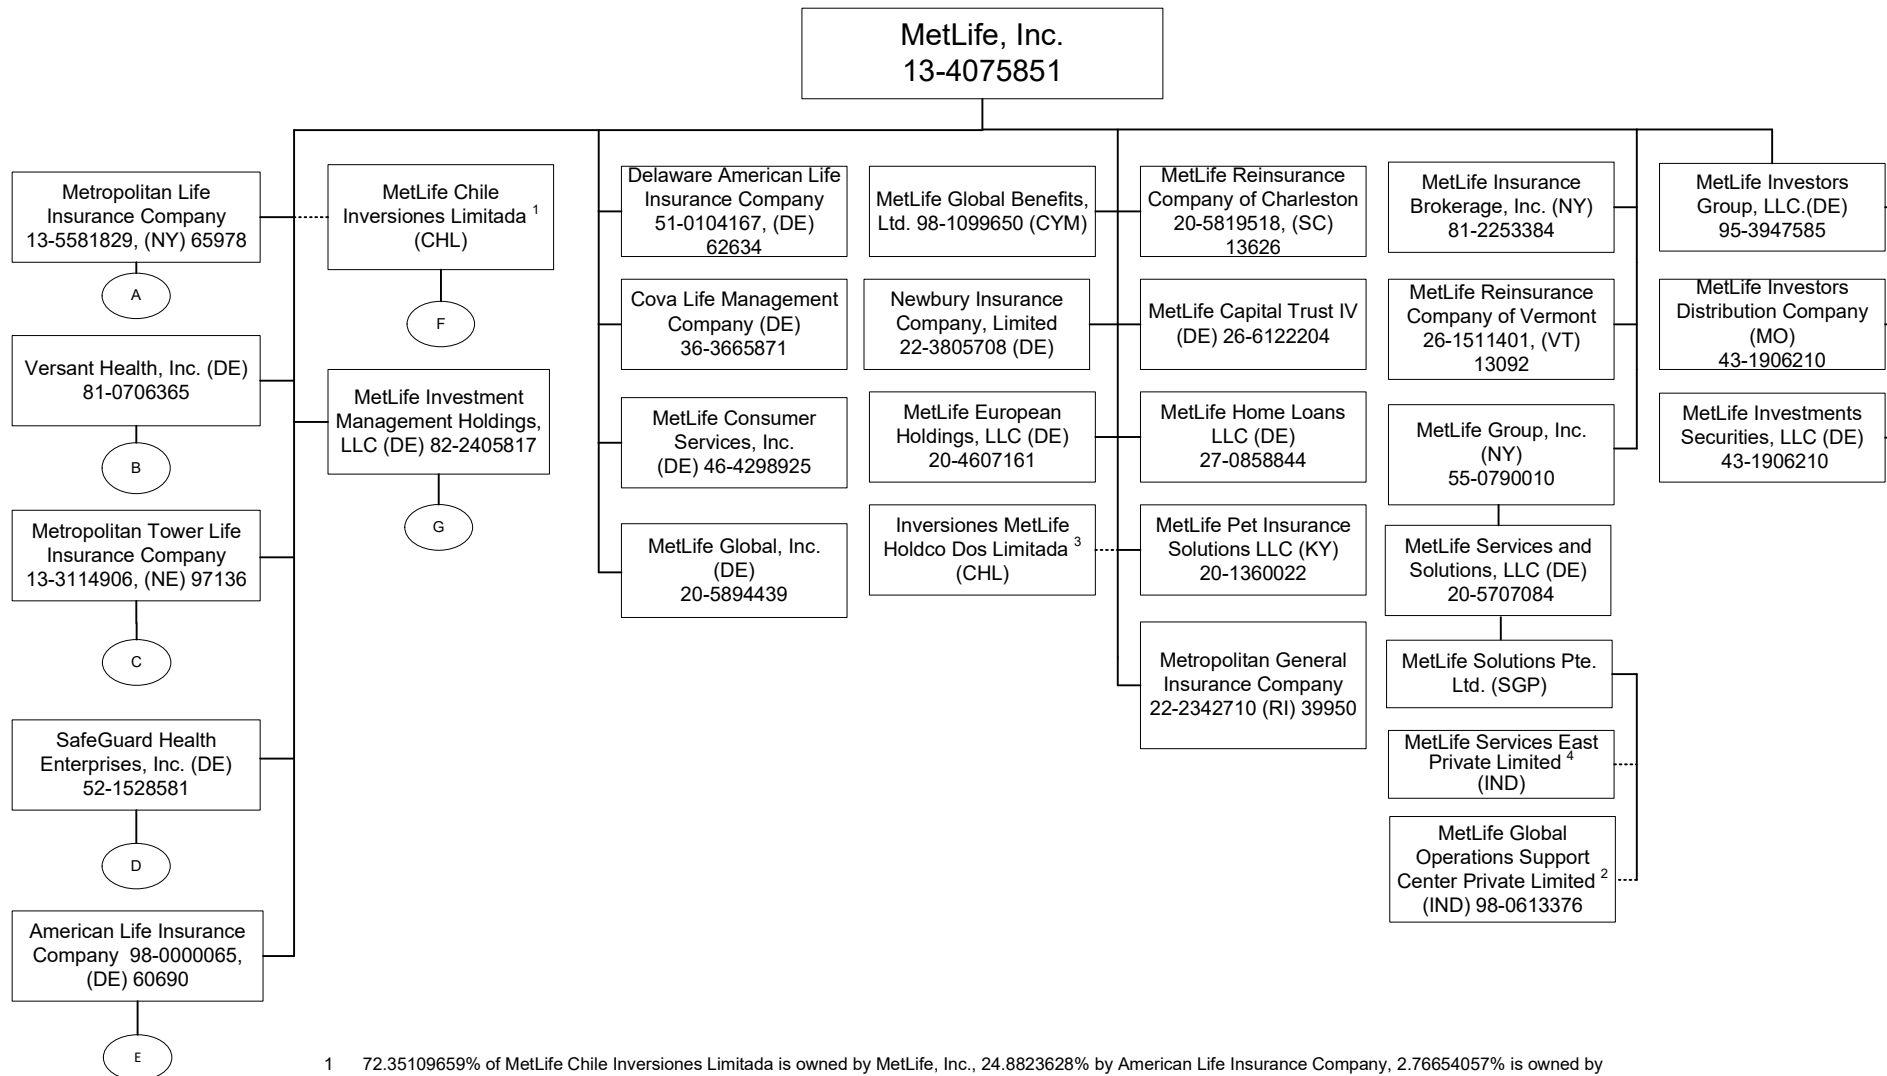 MetLife, Inc.
13-4075851
Metropolitan Life
Insurance Company
13-5581829, (NY) 65978
A
Versant Health, Inc. (DE)
81-0706365
B
Metropolitan Tower Life
Insurance Company
13-3114906, (NE) 97136
C
SafeGuard Health
Enterprises, Inc. (DE)
52-1528581
D
American Life Insurance
Company 98-0000065,
(DE) 60690
E
MetLife Chile
Inversiones Limitada 1
(CHL)
F
MetLife Investment
Management Holdings,
LLC (DE) 82-2405817
G
Delaware American Life
Insurance Company
51-0104167, (DE)
62634
Cova Life Management
Company (DE)
36-3665871
MetLife Consumer
Services, Inc.
(DE) 46-4298925
MetLife Global, Inc.
(DE)
20-5894439
MetLife Global Benefits,
Ltd. 98-1099650 (CYM)
Newbury Insurance
Company, Limited
22-3805708 (DE)
MetLife European
Holdings, LLC (DE)
20-4607161
Inversiones MetLife
Holdco Dos Limitada 3
(CHL)
MetLife Reinsurance
Company of Charleston
20-5819518, (SC)
13626
MetLife Capital Trust IV
(DE) 26-6122204
MetLife Home Loans
LLC (DE)
27-0858844
MetLife Pet Insurance
Solutions LLC (KY)
20-1360022
Metropolitan General
Insurance Company
22-2342710 (RI) 39950
MetLife Insurance
Brokerage, Inc. (NY)
81-2253384
MetLife Reinsurance
Company of Vermont
26-1511401, (VT)
13092
MetLife Group, Inc.
(NY)
55-0790010
MetLife Services and
Solutions, LLC (DE)
20-5707084
MetLife Solutions Pte.
Ltd. (SGP)
MetLife Services East
Private Limited 4
(IND)
MetLife Global
Operations Support
Center Private Limited 2
(IND) 98-0613376
MetLife Investors
Group, LLC.(DE)
95-3947585
MetLife Investors
Distribution Company
(MO)
43-1906210
MetLife Investments
Securities, LLC (DE)
43-1906210
1 72.35109659% of MetLife Chile Inversiones Limitada is owned by MetLife, Inc., 24.8823628% by American Life Insurance Company, 2.76654057% is owned by